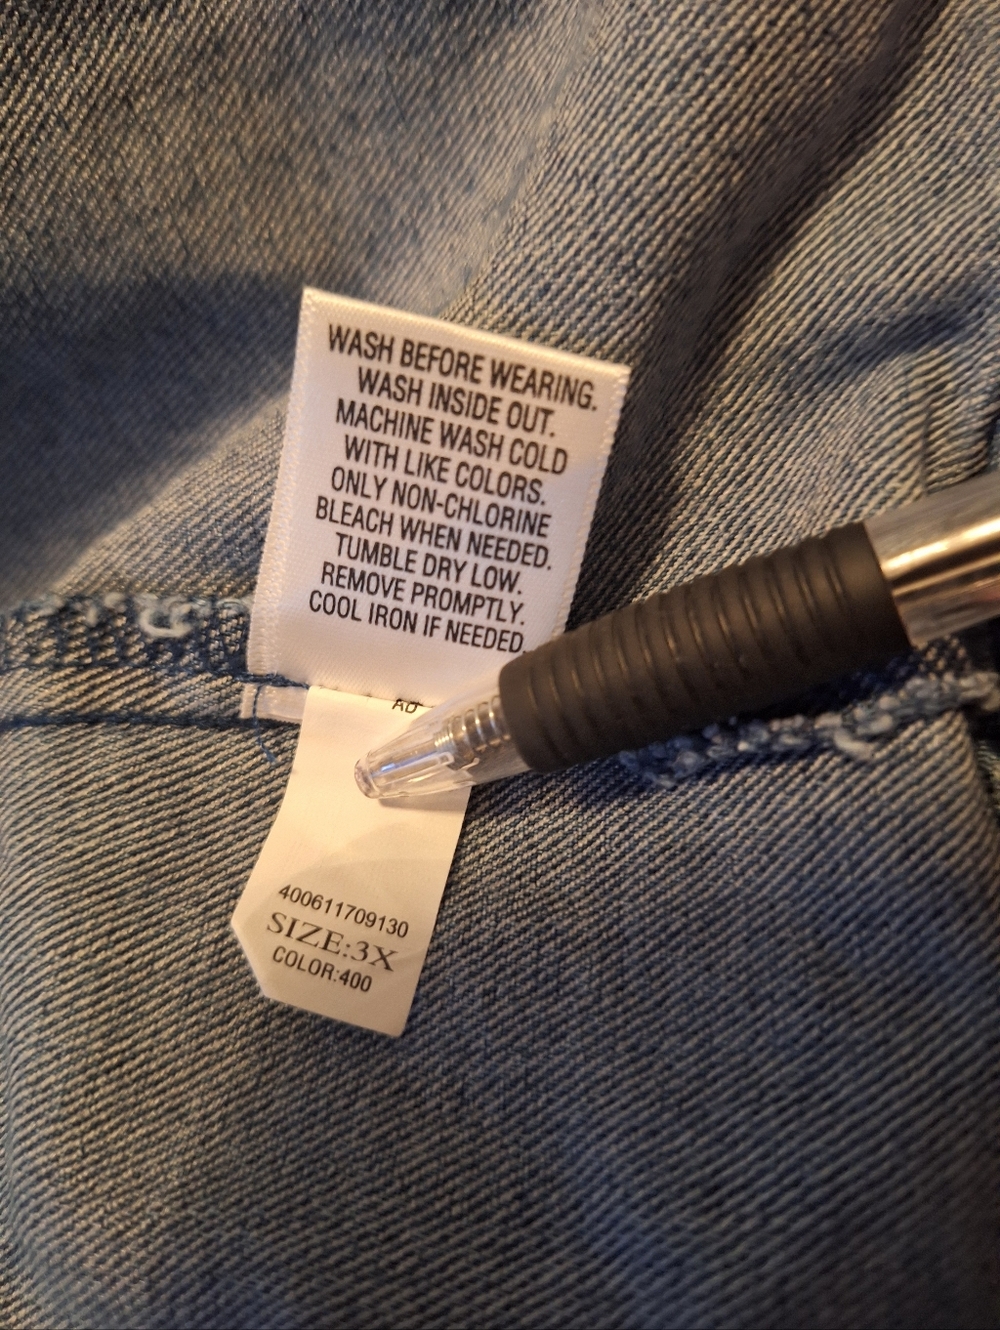 WASH BEFORE WEARING.
WASH INSIDE OUT.
MACHINE WASH COLD
WITH LIKE COLORS.
ONLY NON-CHLORINE
BLEACH WHEN NEEDED.
TUMBLE DRY LOW.
REMOVE PROMPTLY.
COOL IRON IF NEEDED.
400611709130
SIZE:3X
COLOR:400